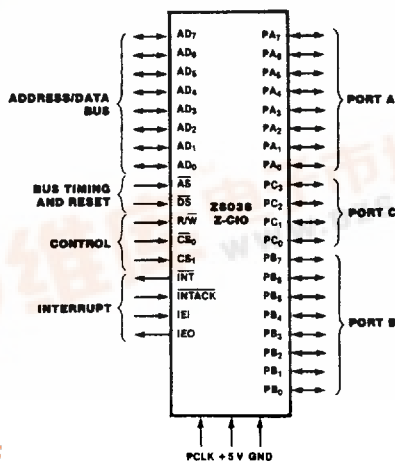 ADDRESS/DATA
BUS
BUS TIMING
AND RESET
CONTROL
INTERRUPT
AD7
AD6
AD5
AD4
AD3
AD2
AD1
AD0
AS
DS
R/W
CS0
CS1
INT
INTACK
IEI
IEO
Z8036
Z-CIO
PA7
PA6
PA5
PA4
PA3
PA2
PA1
PA0
PC3
PC2
PC1
PC0
PB7
PB6
PB5
PB4
PB3
PB2
PB1
PB0
PORT A
PORT C
PORT B
PCLK +5 V GND